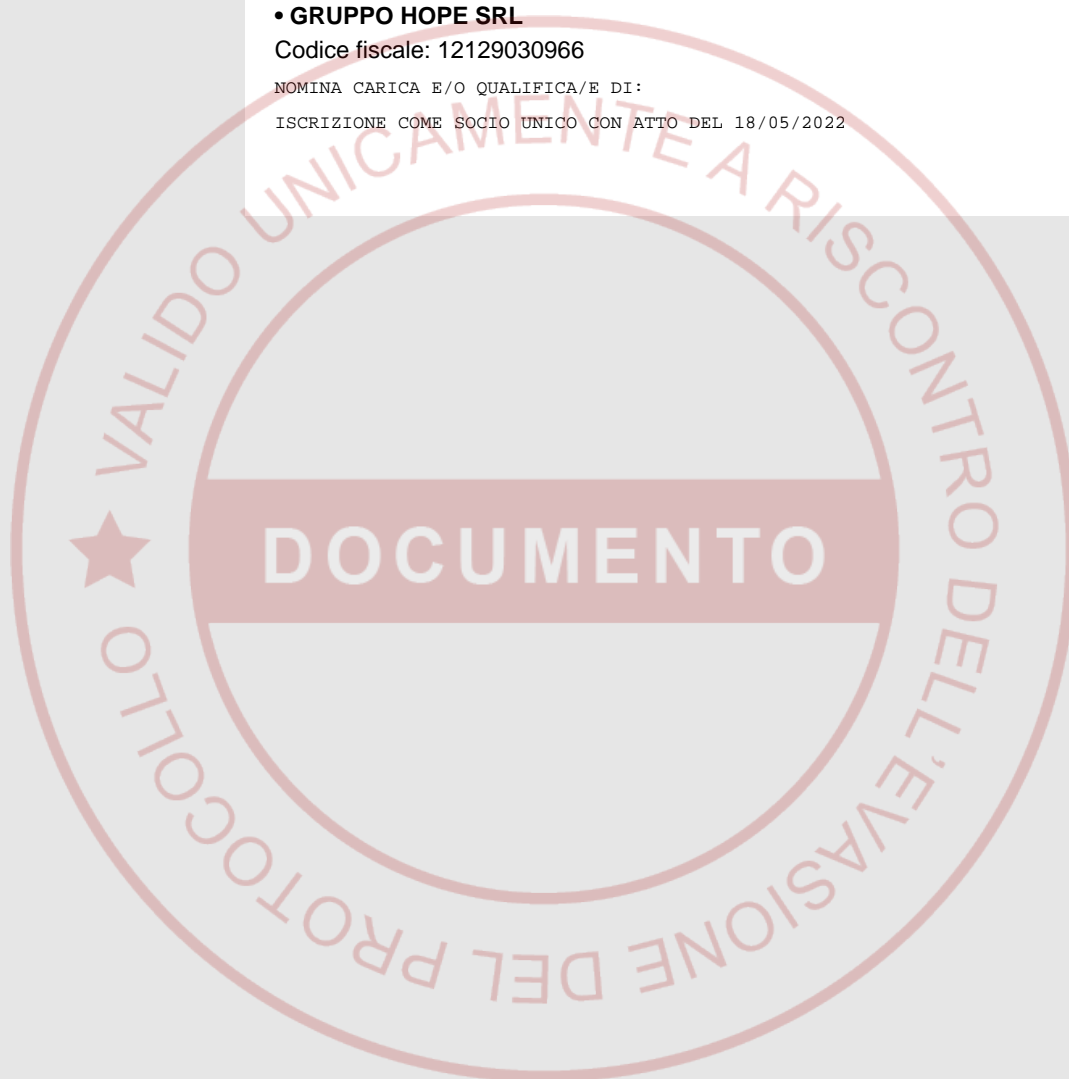 • GRUPPO HOPE SRL
Codice fiscale: 12129030966
NOMINA CARICA E/O QUALIFICA/E DI:
ISCRIZIONE COME SOCIO UNICO CON ATTO DEL 18/05/2022
VALIDO UNICAMENTE A RISCONTRO DELL'EVASIONE DEL PROTOCOLLO
DOCUMENTO